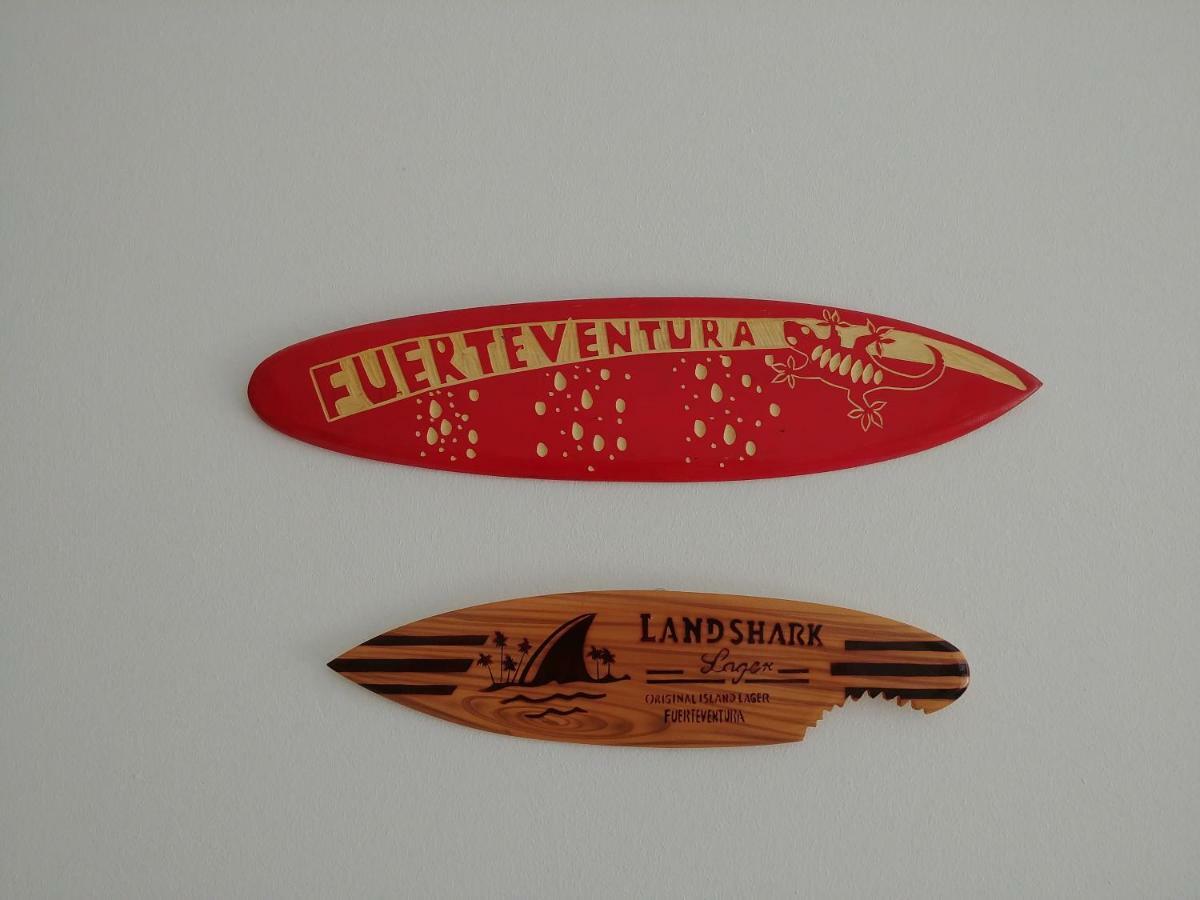 FUERTEVENTURA
LANDSHARK
Lager
ORIGINAL ISLAND LAGER
FUERTEVENTURA